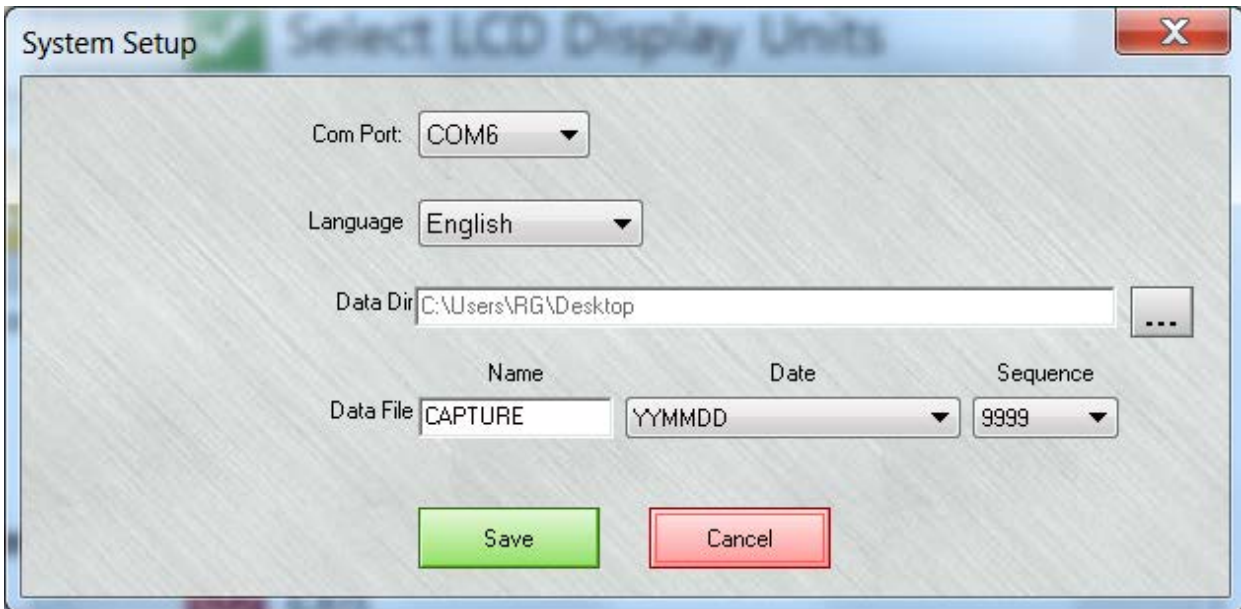 Select LCD Display Units
System Setup
X
Com Port: COM6
Language English
Data Dir C:\Users\RG\Desktop ...
Name Date Sequence
Data File CAPTURE YYMMDD 9999
Save Cancel